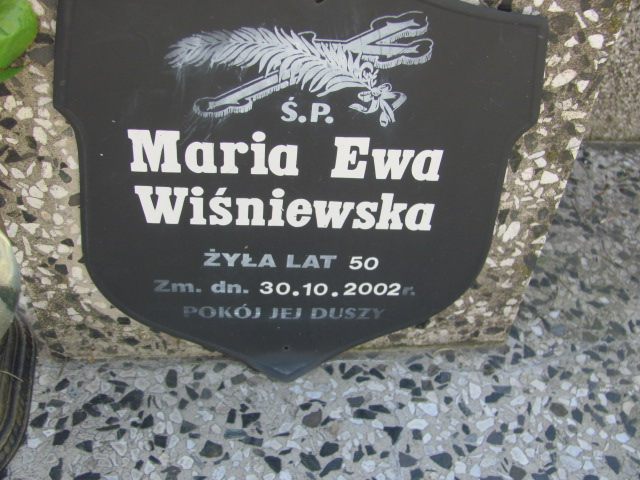 Ś.P.
Maria Ewa
Wiśniewska
ŻYŁA LAT 50
Zm. dn. 30.10.2002r.
POKÓJ JEJ DUSZY